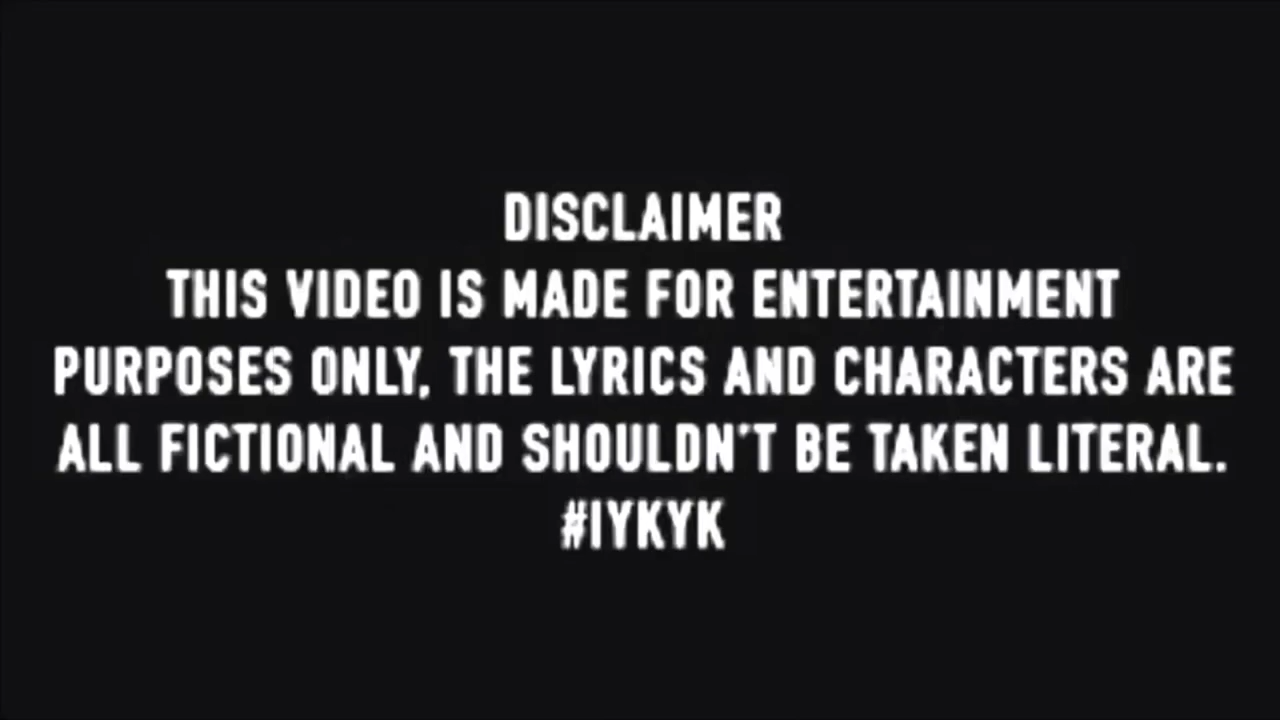 DISCLAIMER
THIS VIDEO IS MADE FOR ENTERTAINMENT
PURPOSES ONLY, THE LYRICS AND CHARACTERS ARE
ALL FICTIONAL AND SHOULDN'T BE TAKEN LITERAL.
#IYKYK